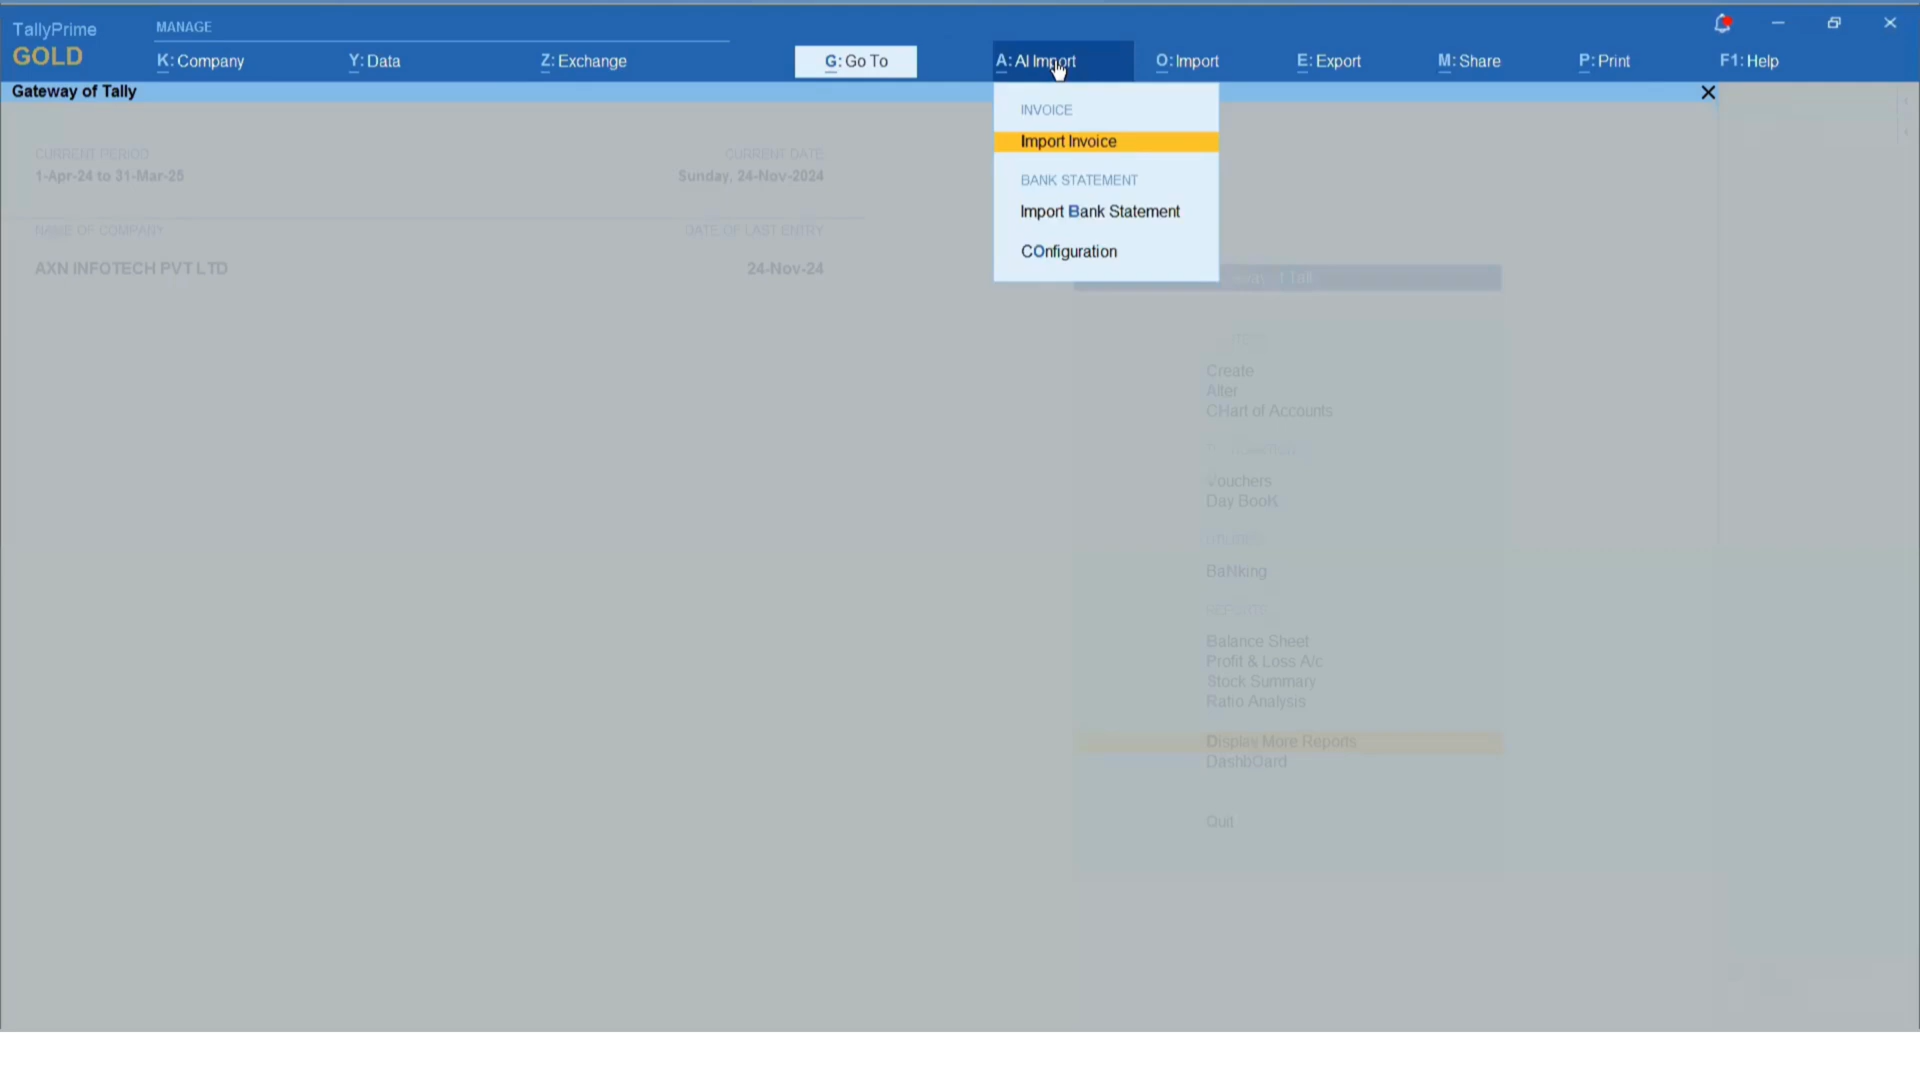 TallyPrime
GOLD
MANAGE
K: Company
Y: Data
Z: Exchange
G: Go To
A: AI Import
O: Import
E: Export
M: Share
P: Print
F1: Help
Gateway of Tally
INVOICE
Import Invoice
BANK STATEMENT
Import Bank Statement
COnfiguration
CURRENT PERIOD
CURRENT DATE
1-Apr-24 to 31-Mar-25
Sunday, 24-Nov-2024
NAME OF COMPANY
DATE OF LAST ENTRY
AXN INFOTECH PVT LTD
24-Nov-24
Create
Alter
CHart of Accounts
Vouchers
Day BooK
UTILITIES
BaNking
REPORTS
Balance Sheet
Profit & Loss A/c
Stock Summary
Ratio Analysis
Display More Reports
DashbOard
Quit